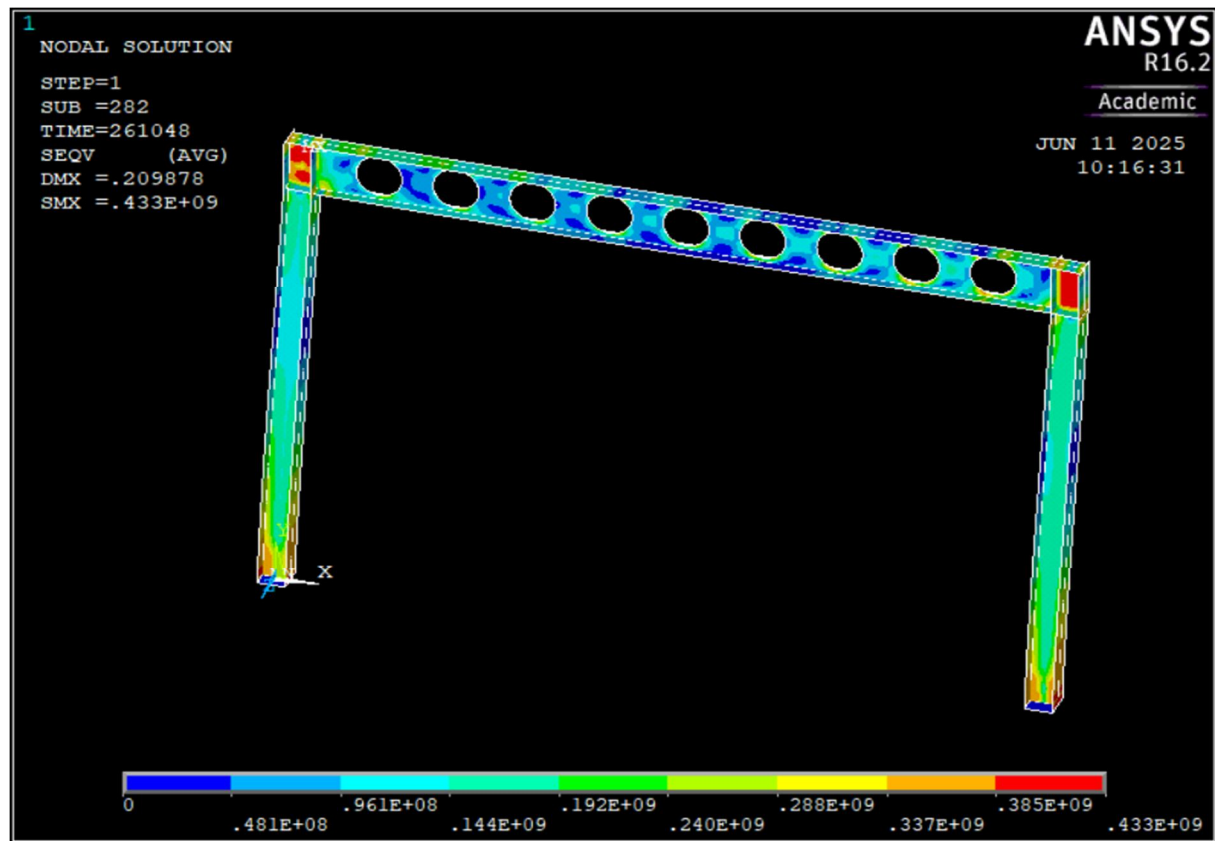 1
NODAL SOLUTION
STEP=1
SUB =282
TIME=261048
SEQV (AVG)
DMX =.209878
SMX =.433E+09
ANSYS
R16.2
Academic
JUN 11 2025
10:16:31
X
0 .961E+08 .192E+09 .288E+09 .385E+09
.481E+08 .144E+09 .240E+09 .337E+09 .433E+09